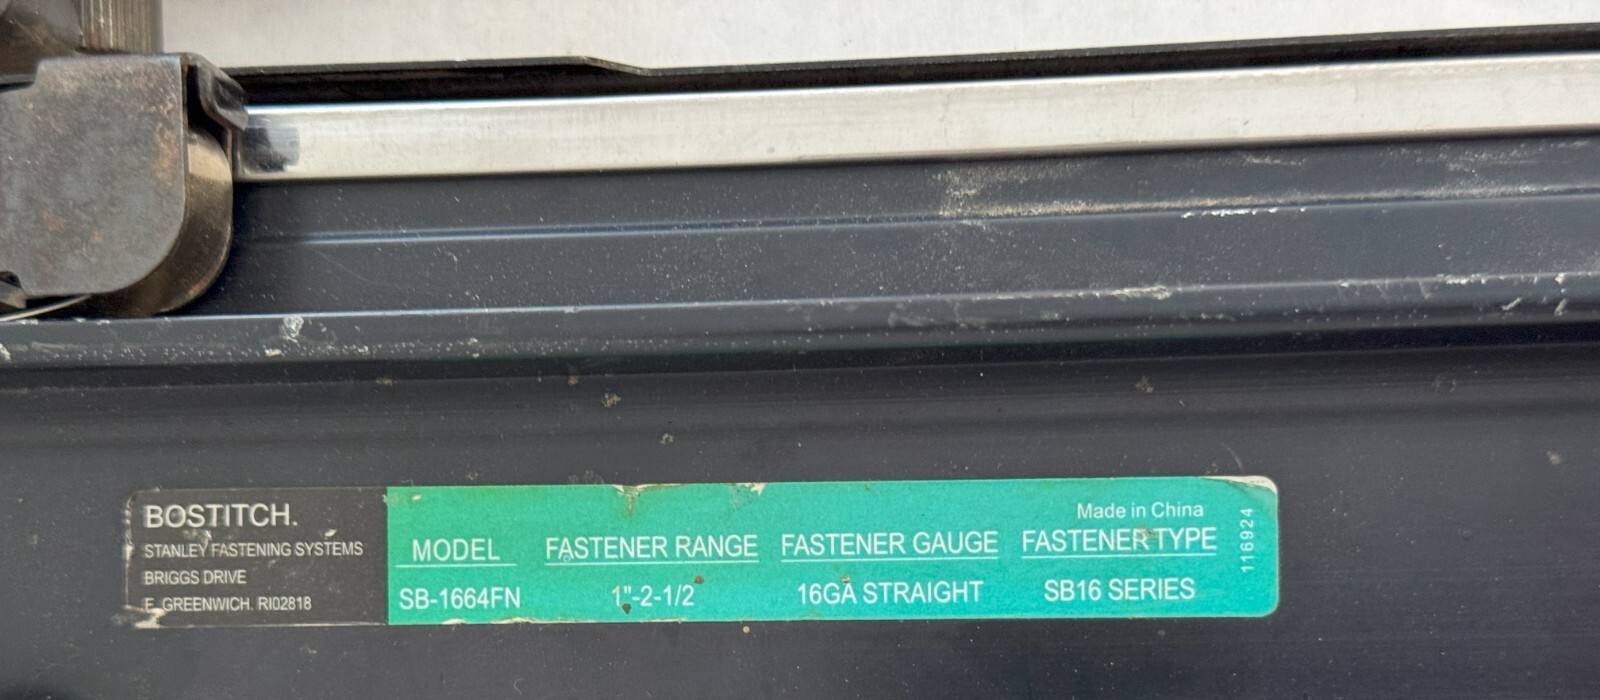 BOSTITCH.
STANLEY FASTENING SYSTEMS
BRIGGS DRIVE
E. GREENWICH. RI02818
MODEL
SB-1664FN
FASTENER RANGE
1"-2-1/2
FASTENER GAUGE
16GA STRAIGHT
Made in China
FASTENER TYPE
SB16 SERIES
116924